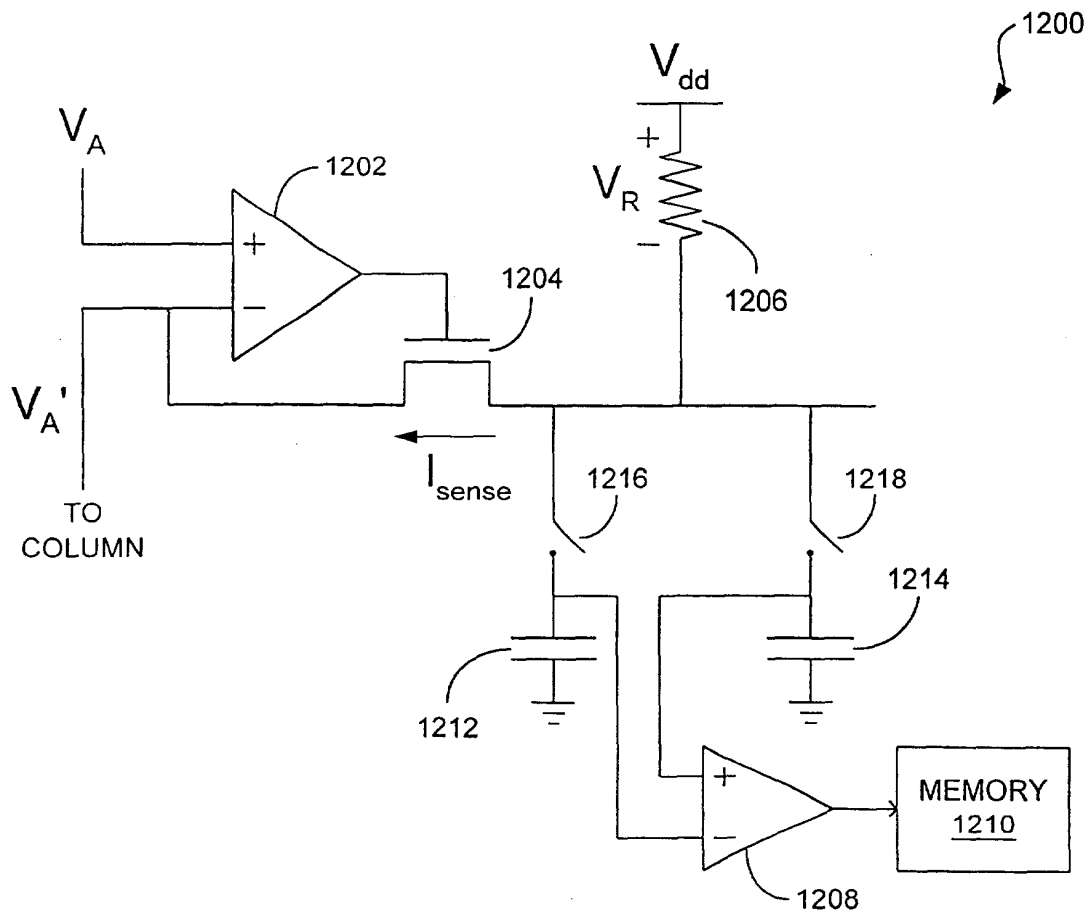 1200
V_dd
V_A
1202
+
V_R
+
−
1204
−
1206
V_A'
I_sense
1216
1218
TO
COLUMN
1214
1212
+
−
MEMORY
1210
1208